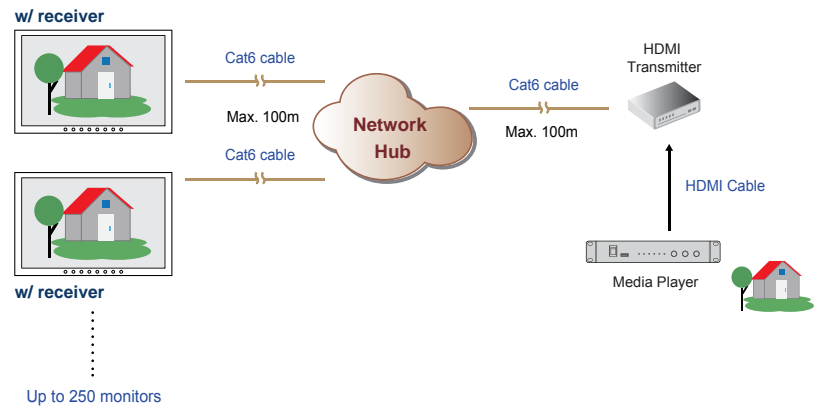 w/ receiver
HDMI
Transmitter
Cat6 cable
Cat6 cable
Max. 100m
Network
Hub
Max. 100m
Cat6 cable
HDMI Cable
Media Player
w/ receiver
Up to 250 monitors